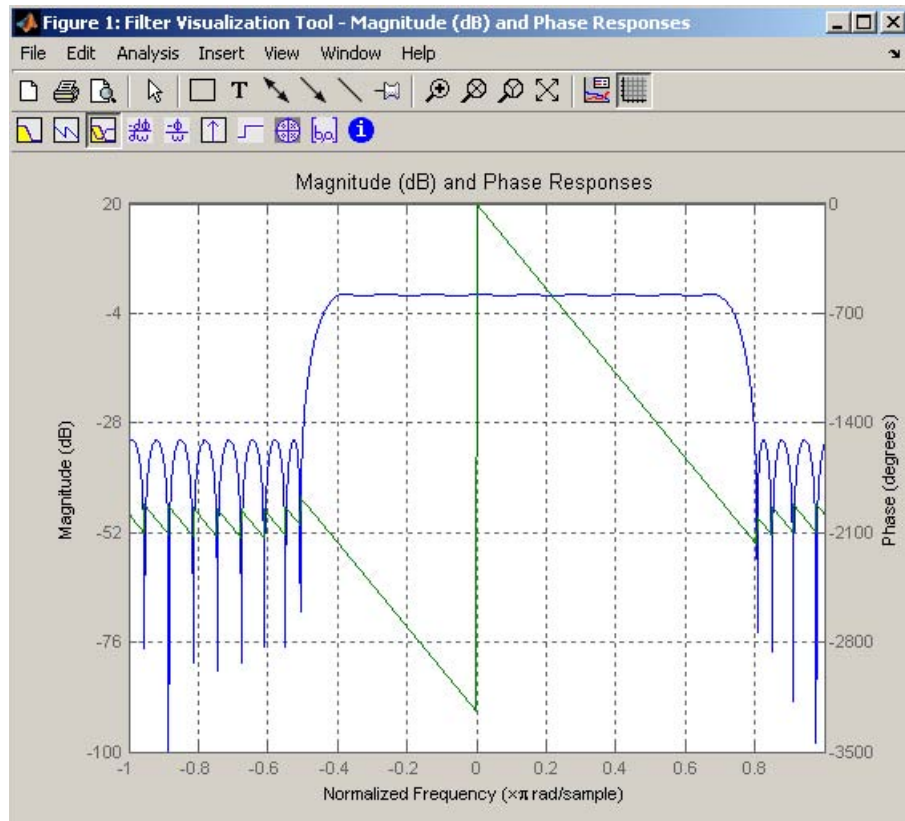 Figure 1: Filter Visualization Tool - Magnitude (dB) and Phase Responses
File Edit Analysis Insert View Window Help
T
[b,a] i
Magnitude (dB) and Phase Responses
20
-4
-28
-52
-76
-100
Magnitude (dB)
0
-700
-1400
-2100
-2800
-3500
Phase (degrees)
-1 -0.8 -0.6 -0.4 -0.2 0 0.2 0.4 0.6 0.8
Normalized Frequency (×π rad/sample)